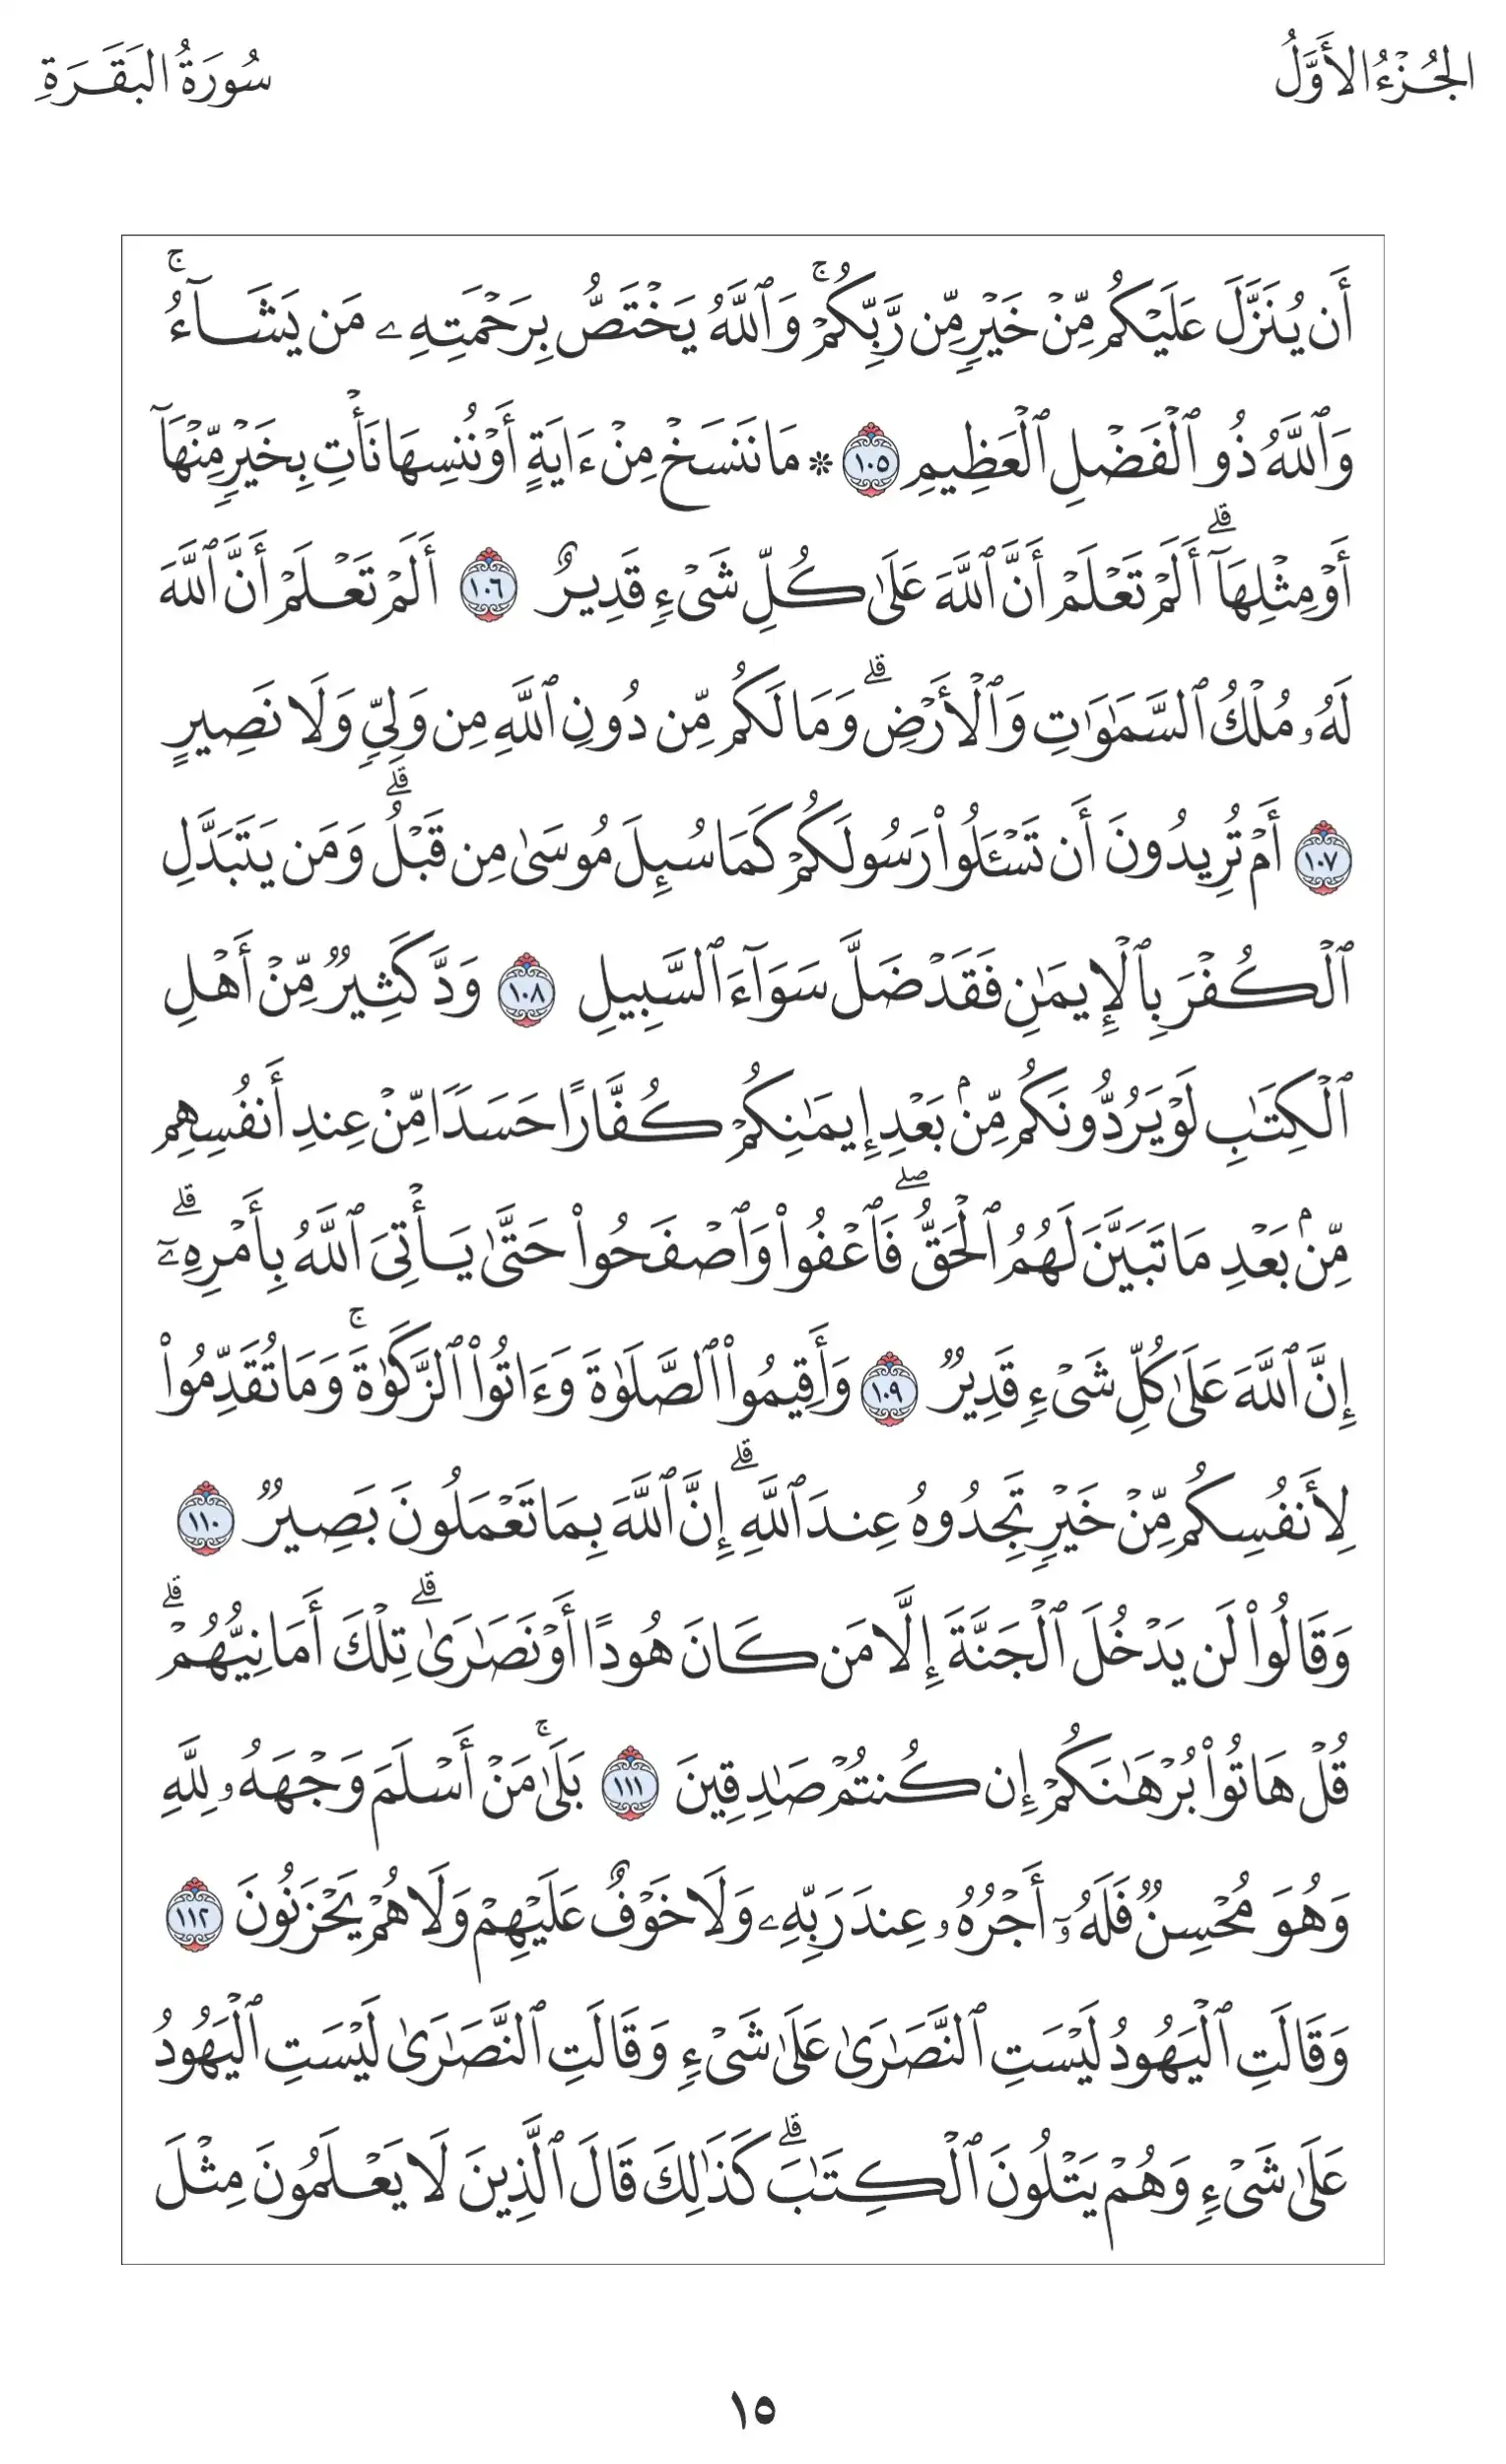 الجُزْءُ الأَوَّلُ
سُورَةُ البَقَرَةِ
أَن يُنَزَّلَ عَلَيْكُم مِّنْ خَيْرٍ مِّن رَّبِّكُمْ ۚ وَٱللَّهُ يَخْتَصُّ بِرَحْمَتِهِۦ مَن يَشَآءُ ۚ
وَٱللَّهُ ذُو ٱلْفَضْلِ ٱلْعَظِيمِ ١٠٥ * مَا نَنسَخْ مِنْ ءَايَةٍ أَوْ نُنسِهَا نَأْتِ بِخَيْرٍ مِّنْهَآ
أَوْ مِثْلِهَآ ۗ أَلَمْ تَعْلَمْ أَنَّ ٱللَّهَ عَلَىٰ كُلِّ شَىْءٍ قَدِيرٌ ١٠٦ أَلَمْ تَعْلَمْ أَنَّ ٱللَّهَ
لَهُۥ مُلْكُ ٱلسَّمَٰوَٰتِ وَٱلْأَرْضِ ۗ وَمَا لَكُم مِّن دُونِ ٱللَّهِ مِن وَلِىٍّ وَلَا نَصِيرٍ
١٠٧ أَمْ تُرِيدُونَ أَن تَسْـَٔلُوا۟ رَسُولَكُمْ كَمَا سُئِلَ مُوسَىٰ مِن قَبْلُ ۗ وَمَن يَتَبَدَّلِ
ٱلْكُفْرَ بِٱلْإِيمَٰنِ فَقَدْ ضَلَّ سَوَآءَ ٱلسَّبِيلِ ١٠٨ وَدَّ كَثِيرٌ مِّنْ أَهْلِ
ٱلْكِتَٰبِ لَوْ يَرُدُّونَكُم مِّنۢ بَعْدِ إِيمَٰنِكُمْ كُفَّارًا حَسَدًا مِّنْ عِندِ أَنفُسِهِم
مِّنۢ بَعْدِ مَا تَبَيَّنَ لَهُمُ ٱلْحَقُّ ۖ فَٱعْفُوا۟ وَٱصْفَحُوا۟ حَتَّىٰ يَأْتِىَ ٱللَّهُ بِأَمْرِهِۦٓ ۗ
إِنَّ ٱللَّهَ عَلَىٰ كُلِّ شَىْءٍ قَدِيرٌ ١٠٩ وَأَقِيمُوا۟ ٱلصَّلَوٰةَ وَءَاتُوا۟ ٱلزَّكَوٰةَ ۚ وَمَا تُقَدِّمُوا۟
لِأَنفُسِكُم مِّنْ خَيْرٍ تَجِدُوهُ عِندَ ٱللَّهِ ۗ إِنَّ ٱللَّهَ بِمَا تَعْمَلُونَ بَصِيرٌ ١١٠
وَقَالُوا۟ لَن يَدْخُلَ ٱلْجَنَّةَ إِلَّا مَن كَانَ هُودًا أَوْ نَصَٰرَىٰ ۗ تِلْكَ أَمَانِيُّهُمْ ۗ
قُلْ هَاتُوا۟ بُرْهَٰنَكُمْ إِن كُنتُمْ صَٰدِقِينَ ١١١ بَلَىٰ ۚ مَنْ أَسْلَمَ وَجْهَهُۥ لِلَّهِ
وَهُوَ مُحْسِنٌ فَلَهُۥٓ أَجْرُهُۥ عِندَ رَبِّهِۦ وَلَا خَوْفٌ عَلَيْهِمْ وَلَا هُمْ يَحْزَنُونَ ١١٢
وَقَالَتِ ٱلْيَهُودُ لَيْسَتِ ٱلنَّصَٰرَىٰ عَلَىٰ شَىْءٍ وَقَالَتِ ٱلنَّصَٰرَىٰ لَيْسَتِ ٱلْيَهُودُ
عَلَىٰ شَىْءٍ وَهُمْ يَتْلُونَ ٱلْكِتَٰبَ ۗ كَذَٰلِكَ قَالَ ٱلَّذِينَ لَا يَعْلَمُونَ مِثْلَ
١٥